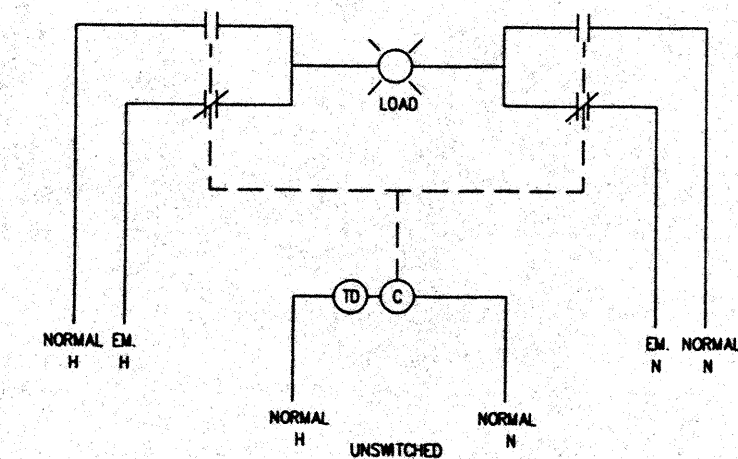 LOAD
TD
C
NORMAL EM. EM. NORMAL
H H N N
NORMAL NORMAL
H N
UNSWITCHED